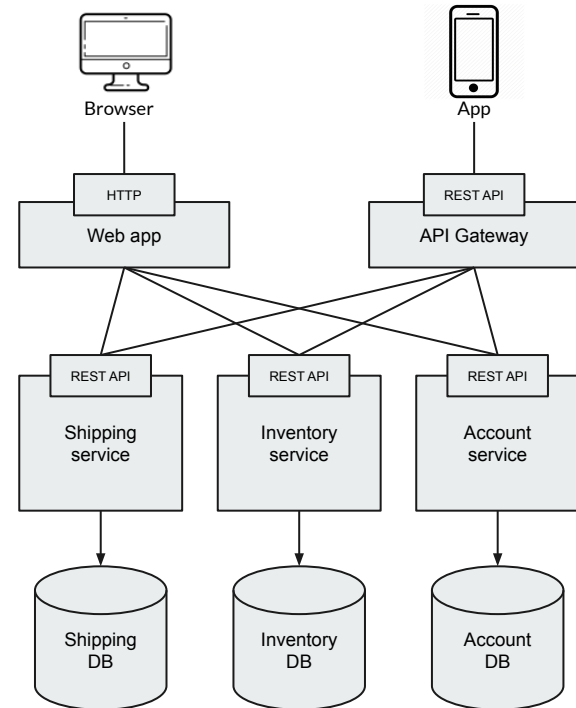 Browser
App
HTTP
REST API
Web app
API Gateway
REST API
REST API
REST API
Shipping
service
Inventory
service
Account
service
Shipping
DB
Inventory
DB
Account
DB